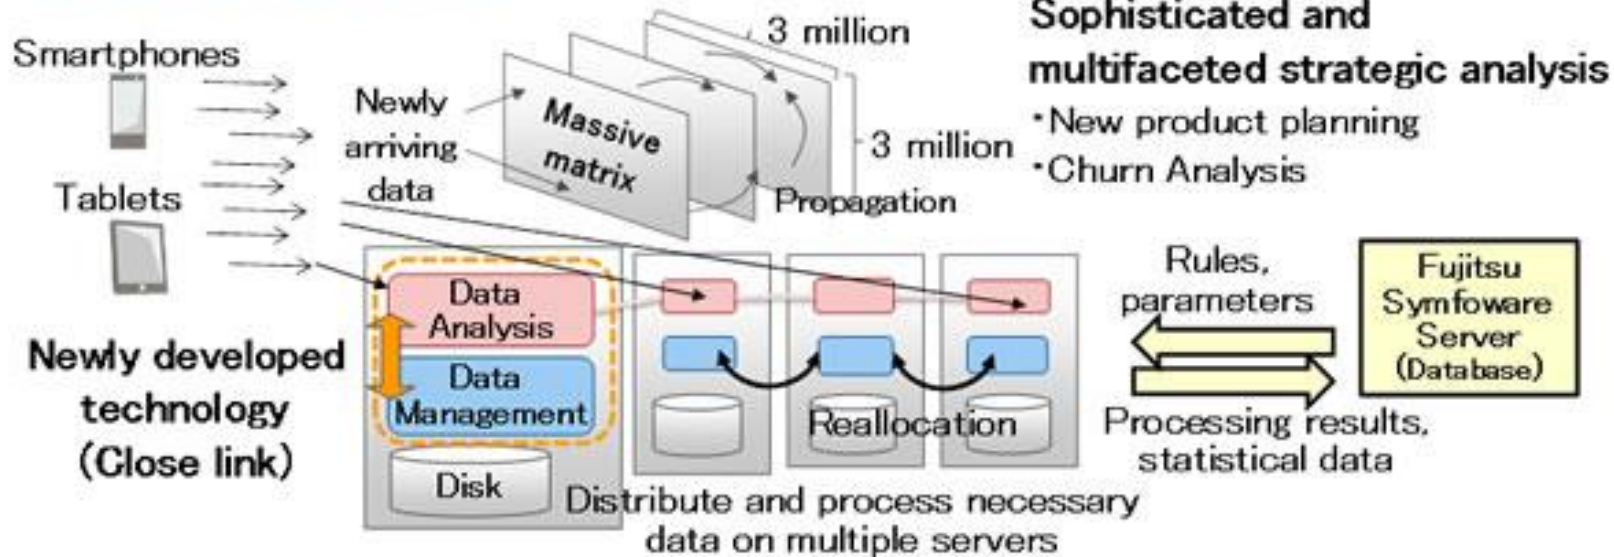 Smartphones
Tablets
Newly
arriving
data
Massive
matrix
3 million
3 million
Propagation
Sophisticated and
multifaceted strategic analysis
・New product planning
・Churn Analysis
Newly developed
technology
(Close link)
Data
Analysis
Data
Management
Disk
Reallocation
Distribute and process necessary
data on multiple servers
Rules,
parameters
Processing results,
statistical data
Fujitsu
Symfoware
Server
(Database)